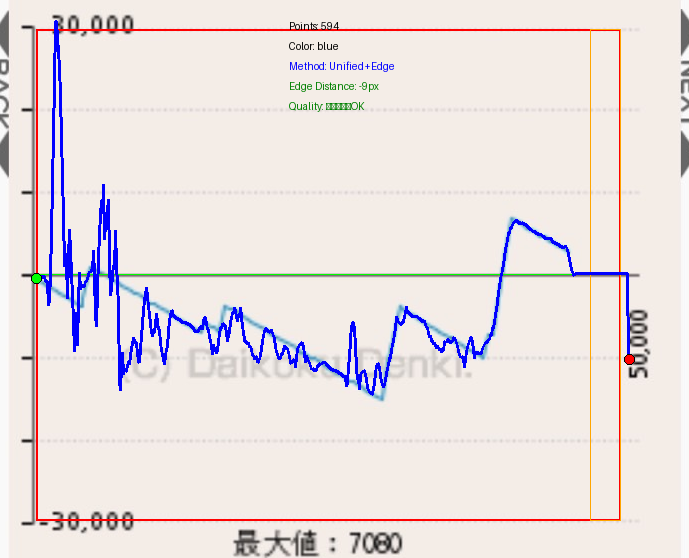 30,000
Points: 594
Color: blue
Method: Unified+Edge
Edge Distance: -9px
Quality: OK
BACK
NEXT
50,000
(C) Daikoku Denki.
-30,000
最大値：7080